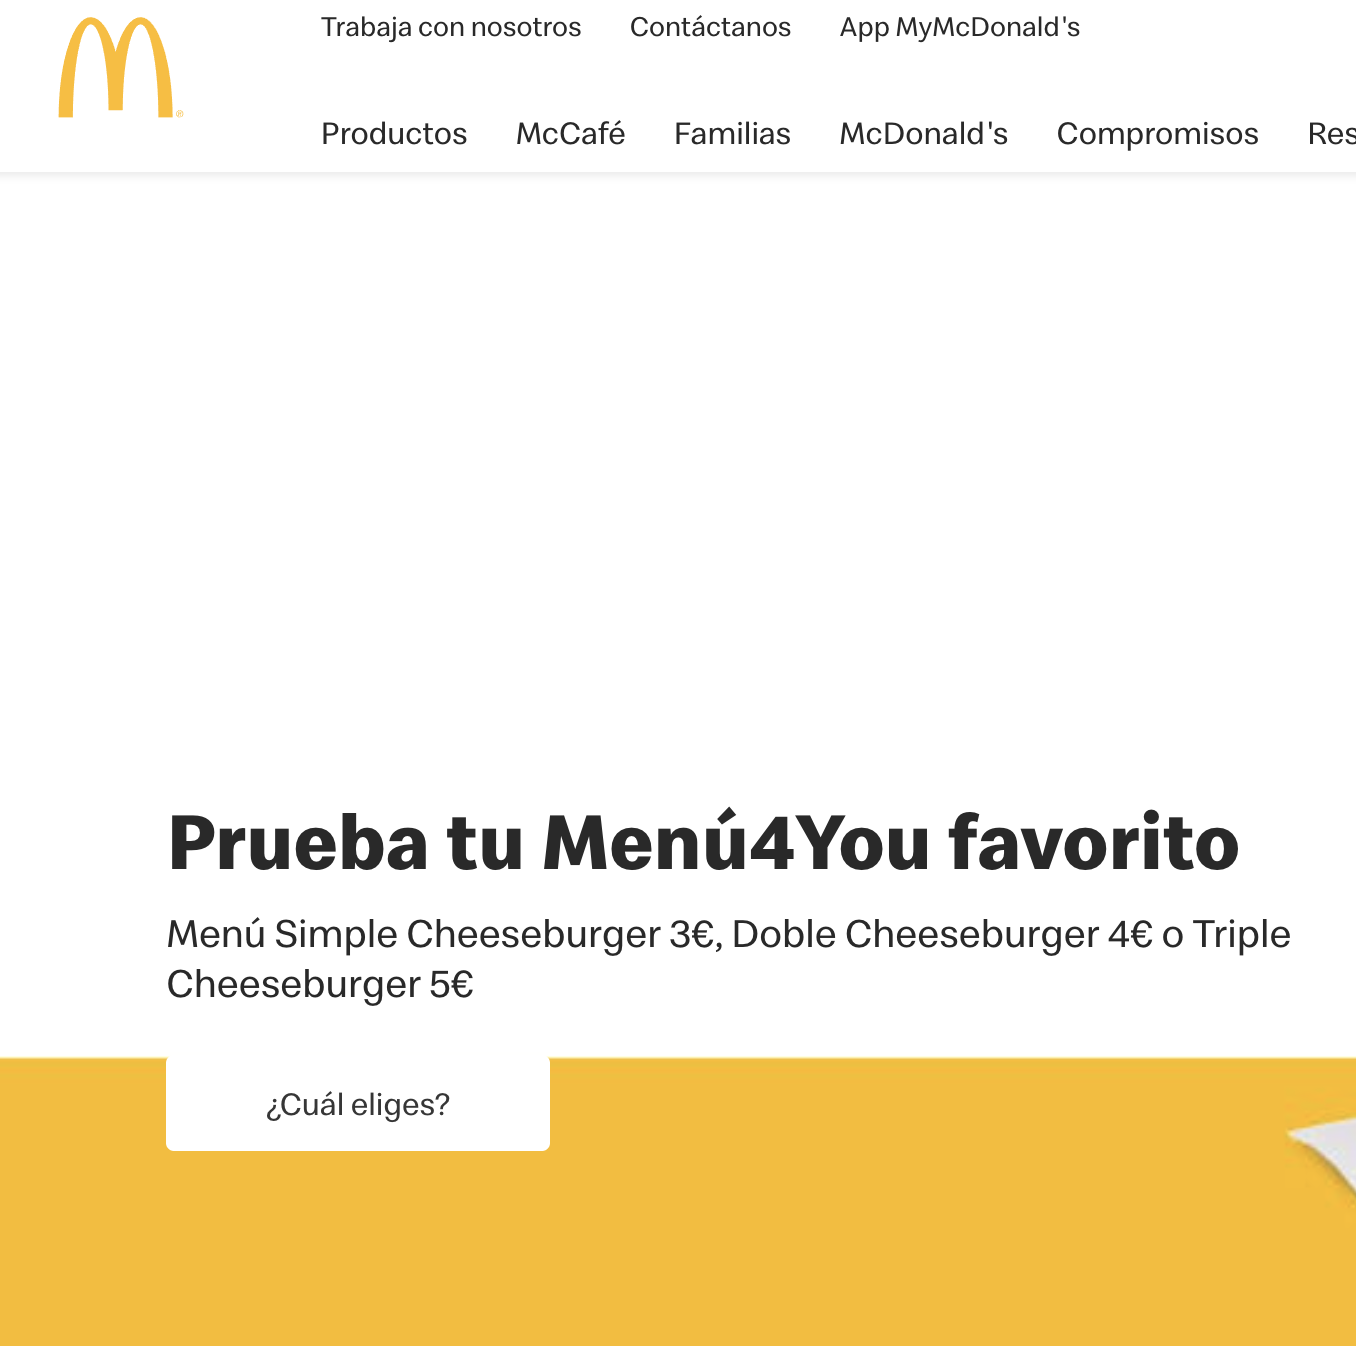 Trabaja con nosotros Contáctanos App MyMcDonald's
Productos McCafé Familias McDonald's Compromisos Res
Prueba tu Menú4You favorito
Menú Simple Cheeseburger 3€, Doble Cheeseburger 4€ o Triple
Cheeseburger 5€
¿Cuál eliges?